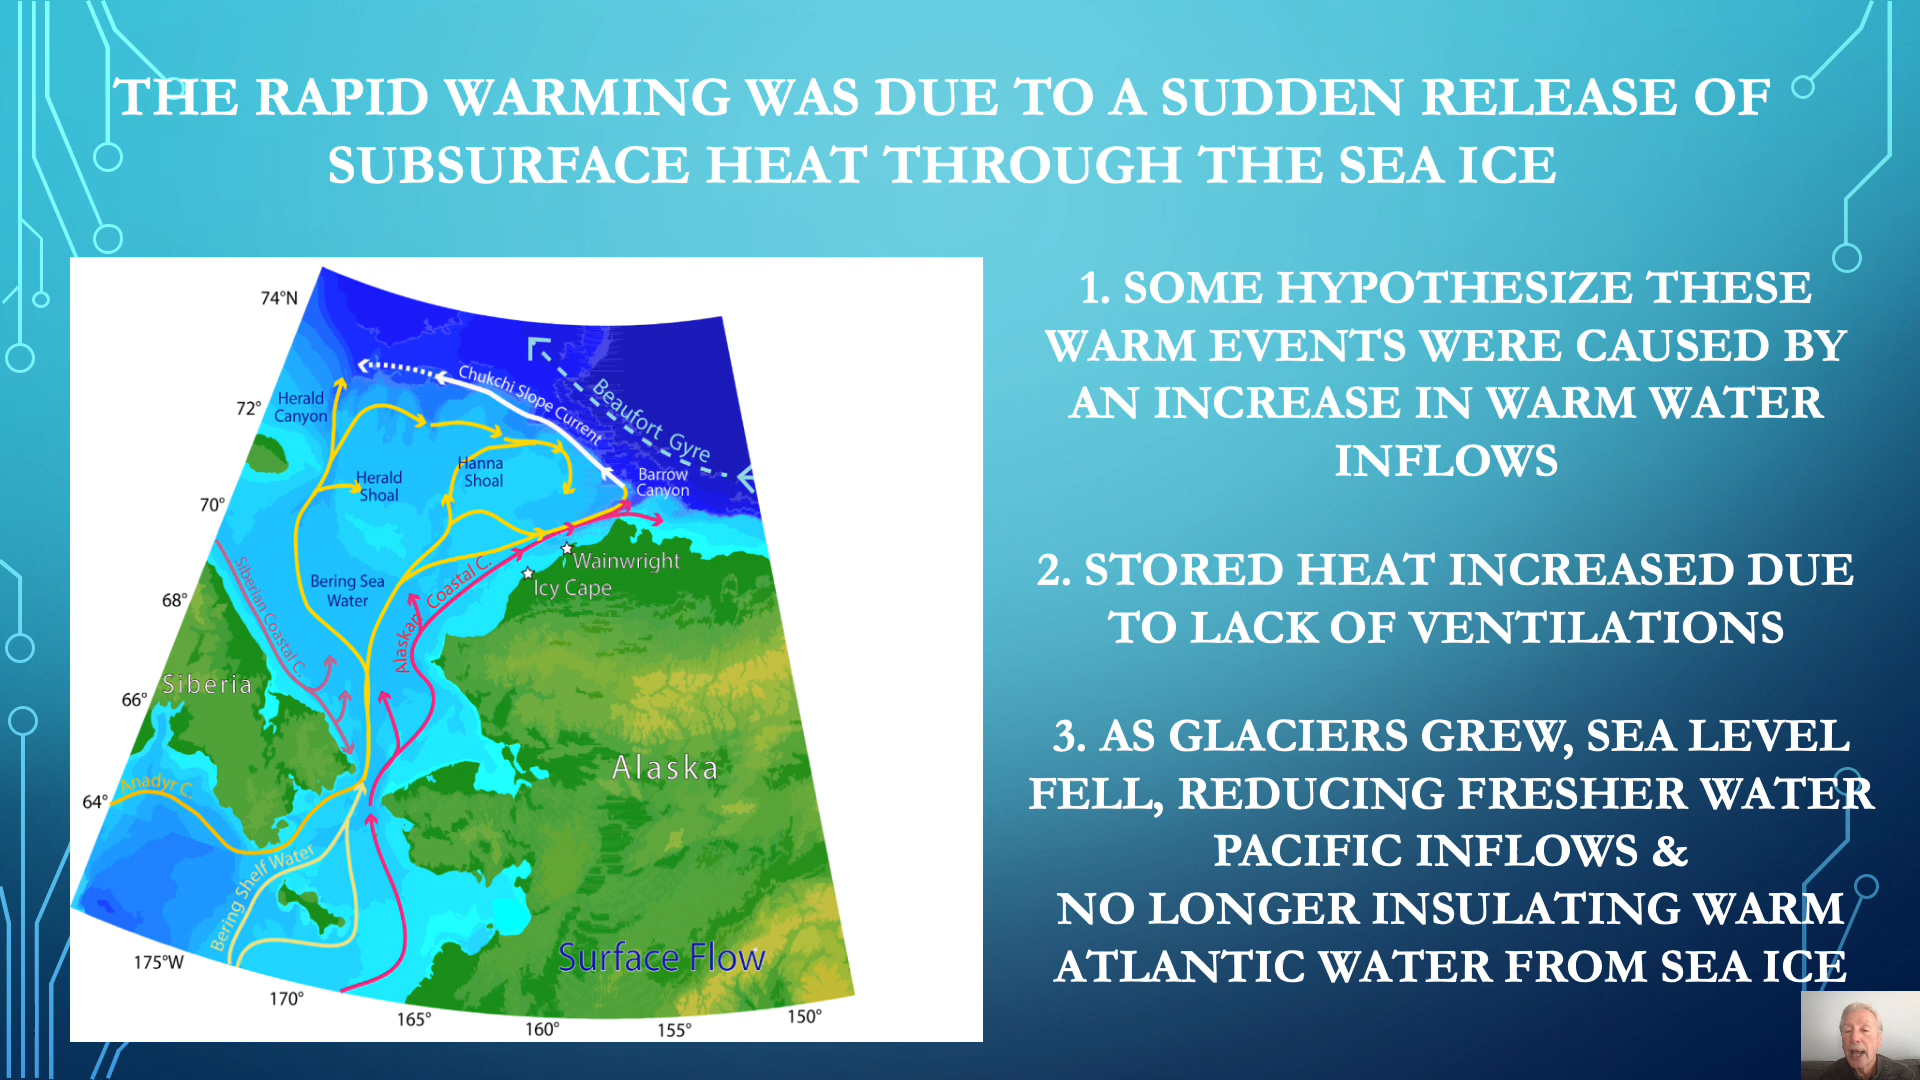 THE RAPID WARMING WAS DUE TO A SUDDEN RELEASE OF
SUBSURFACE HEAT THROUGH THE SEA ICE
74°N
72°
70°
68°
66°
64°
175°W
170°
165°
160°
155°
150°
Herald
Canyon
Herald
Shoal
Hanna
Shoal
Chukchi Slope Current
Beaufort Gyre
Barrow
Canyon
Wainwright
Icy Cape
Bering Sea
Water
Alaskan Coastal C.
Siberian Coastal C.
Siberia
Alaska
Anadyr C.
Bering Shelf Water
Surface Flow
1. SOME HYPOTHESIZE THESE
WARM EVENTS WERE CAUSED BY
AN INCREASE IN WARM WATER
INFLOWS
2. STORED HEAT INCREASED DUE
TO LACK OF VENTILATIONS
3. AS GLACIERS GREW, SEA LEVEL
FELL, REDUCING FRESHER WATER
PACIFIC INFLOWS &
NO LONGER INSULATING WARM
ATLANTIC WATER FROM SEA ICE